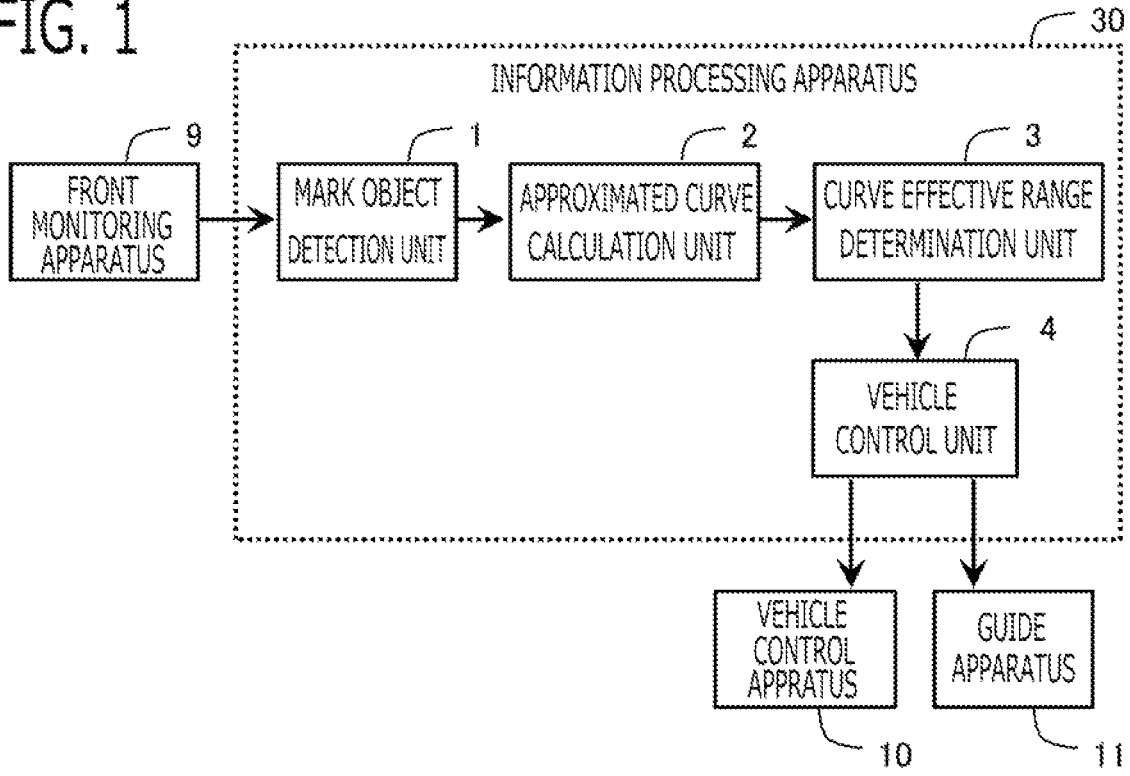 FIG. 1
30
INFORMATION PROCESSING APPARATUS
9
1
2
3
FRONT
MONITORING
APPARATUS
MARK OBJECT
DETECTION UNIT
APPROXIMATED CURVE
CALCULATION UNIT
CURVE EFFECTIVE RANGE
DETERMINATION UNIT
4
VEHICLE
CONTROL UNIT
VEHICLE
CONTROL
APPRATUS
GUIDE
APPARATUS
10
11